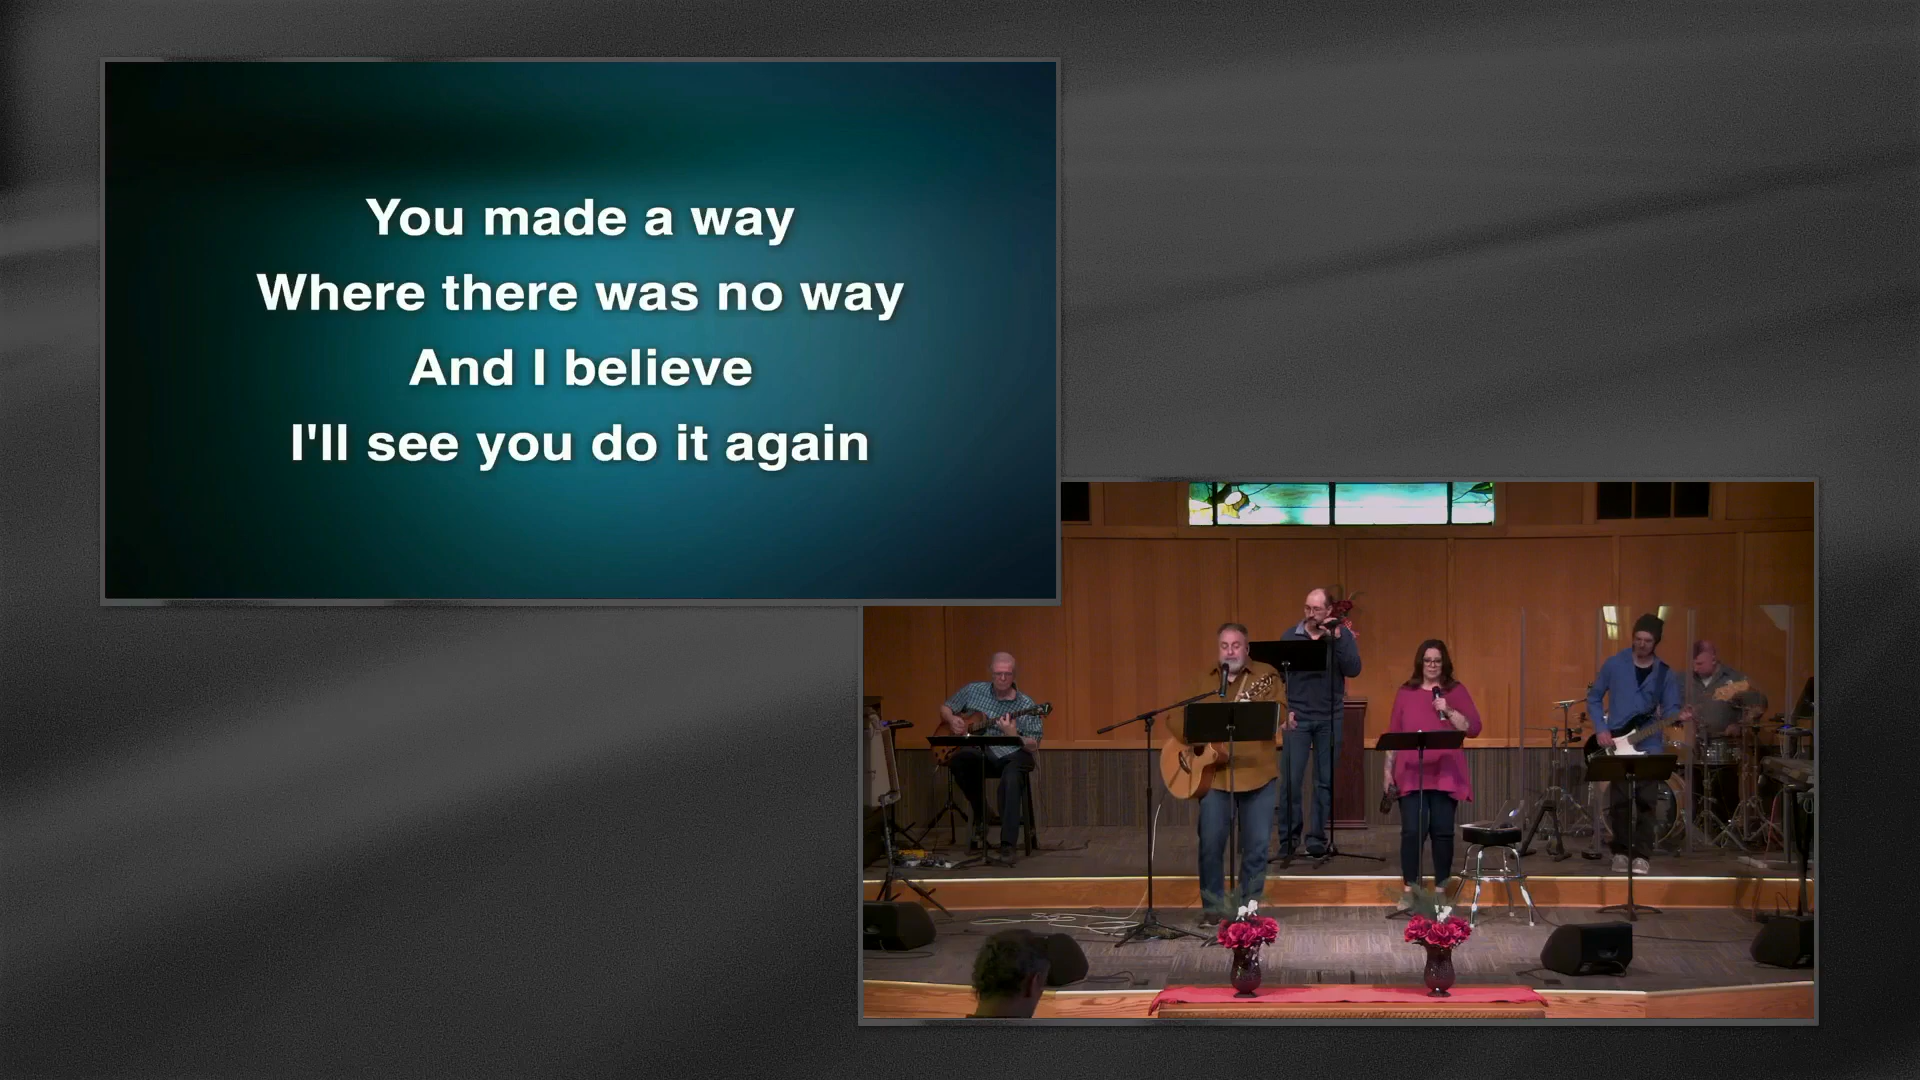 You made a way
Where there was no way
And I believe
I'll see you do it again